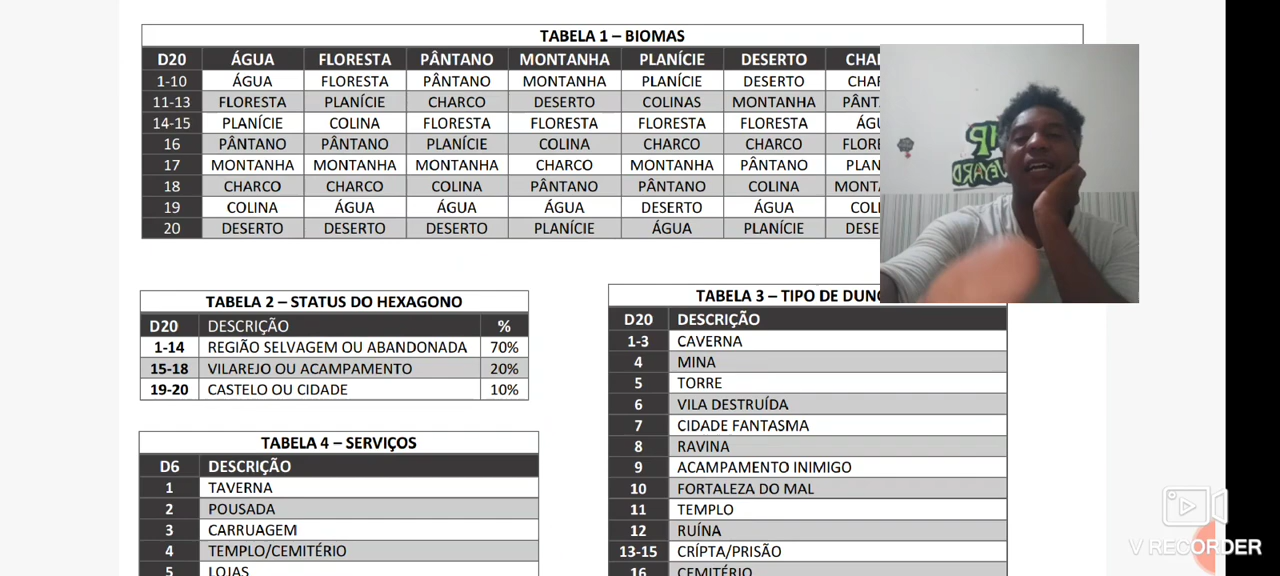 TABELA 1 – BIOMAS
D20 ÁGUA FLORESTA PÂNTANO MONTANHA PLANÍCIE DESERTO
1-10 ÁGUA FLORESTA PÂNTANO MONTANHA PLANÍCIE DESERTO
11-13 FLORESTA PLANÍCIE CHARCO DESERTO COLINAS MONTANHA
14-15 PLANÍCIE COLINA FLORESTA FLORESTA FLORESTA FLORESTA
16 PÂNTANO PÂNTANO PLANÍCIE COLINA CHARCO CHARCO
17 MONTANHA MONTANHA MONTANHA CHARCO MONTANHA PÂNTANO
18 CHARCO CHARCO COLINA PÂNTANO PÂNTANO COLINA
19 COLINA ÁGUA ÁGUA ÁGUA DESERTO ÁGUA
20 DESERTO DESERTO DESERTO PLANÍCIE ÁGUA PLANÍCIE
TABELA 2 – STATUS DO HEXAGONO
D20 DESCRIÇÃO %
1-14 REGIÃO SELVAGEM OU ABANDONADA 70%
15-18 VILAREJO OU ACAMPAMENTO 20%
19-20 CASTELO OU CIDADE 10%
TABELA 4 – SERVIÇOS
D6 DESCRIÇÃO
1 TAVERNA
2 POUSADA
3 CARRUAGEM
4 TEMPLO/CEMITÉRIO
5 LOJAS
TABELA 3 – TIPO DE
D20 DESCRIÇÃO
1-3 CAVERNA
4 MINA
5 TORRE
6 VILA DESTRUÍDA
7 CIDADE FANTASMA
8 RAVINA
9 ACAMPAMENTO INIMIGO
10 FORTALEZA DO MAL
11 TEMPLO
12 RUÍNA
13-15 CRÍPTA/PRISÃO
16 CEMITÉRIO
V RECORDER